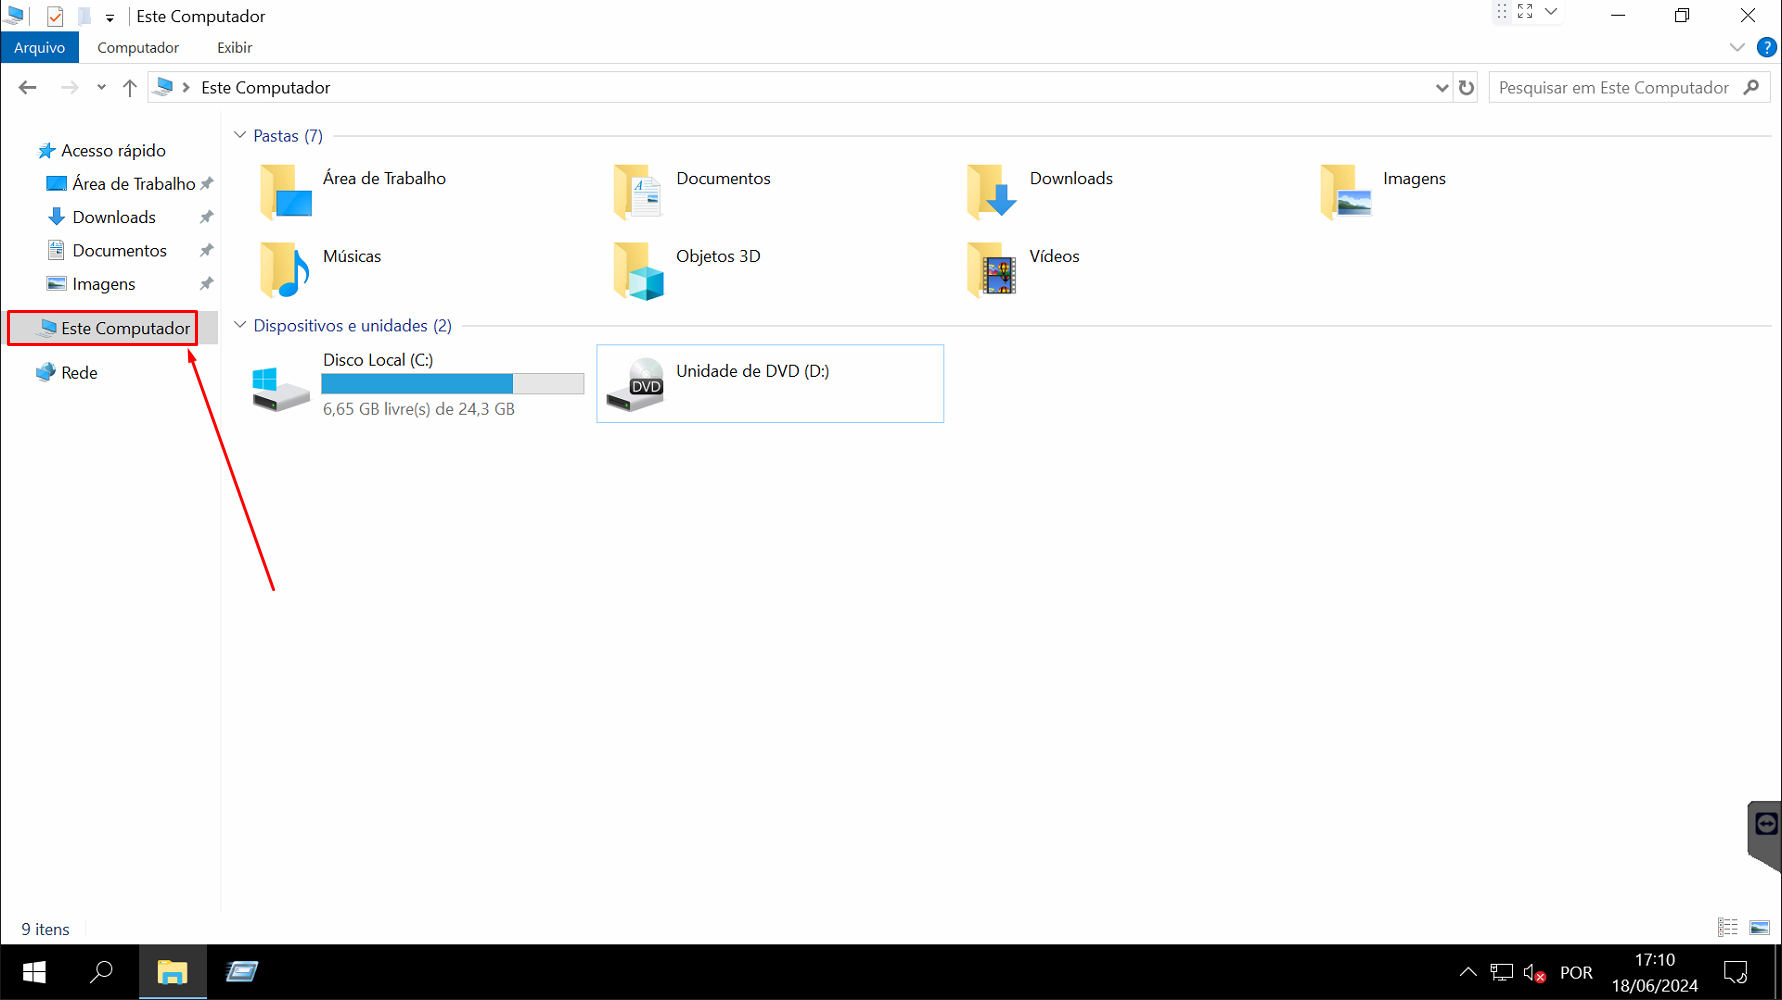 Este Computador
Arquivo
Computador
Exibir
?
Este Computador
Pesquisar em Este Computador
Acesso rápido
Área de Trabalho
Downloads
Documentos
Imagens
Este Computador
Rede
Pastas (7)
Área de Trabalho
Documentos
Downloads
Imagens
Músicas
Objetos 3D
Vídeos
Dispositivos e unidades (2)
Disco Local (C:)
6,65 GB livre(s) de 24,3 GB
DVD
Unidade de DVD (D:)
9 itens
POR
17:10
18/06/2024